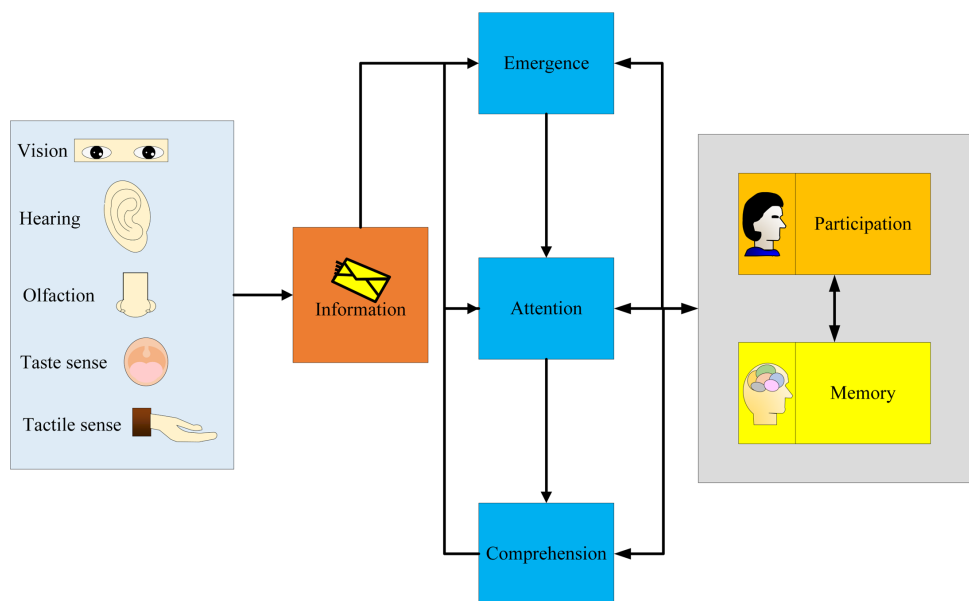 Vision
Hearing
Olfaction
Taste sense
Tactile sense
Information
Emergence
Attention
Comprehension
Participation
Memory